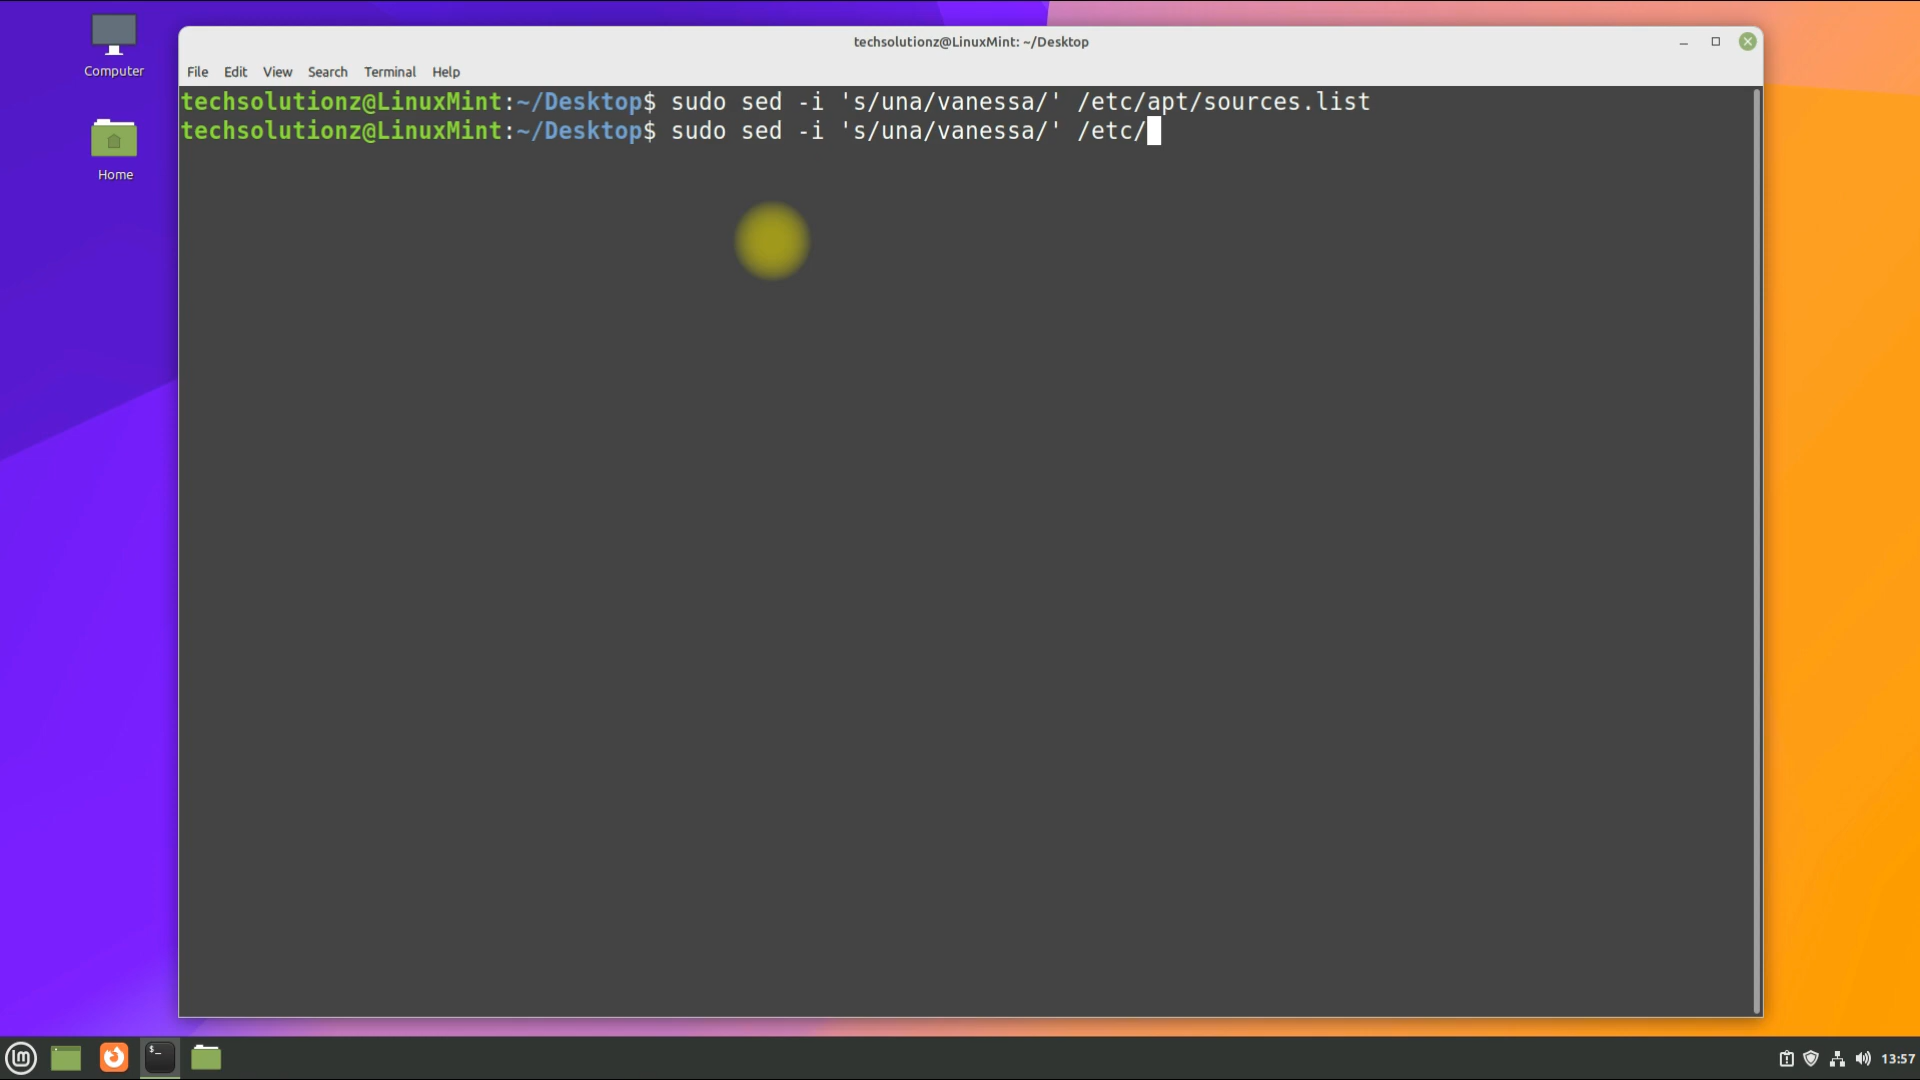 techsolutionz@LinuxMint: ~/Desktop
Computer
File Edit View Search Terminal Help
techsolutionz@LinuxMint:~/Desktop$ sudo sed -i 's/una/vanessa/' /etc/apt/sources.list
techsolutionz@LinuxMint:~/Desktop$ sudo sed -i 's/una/vanessa/' /etc/
Home
13:57